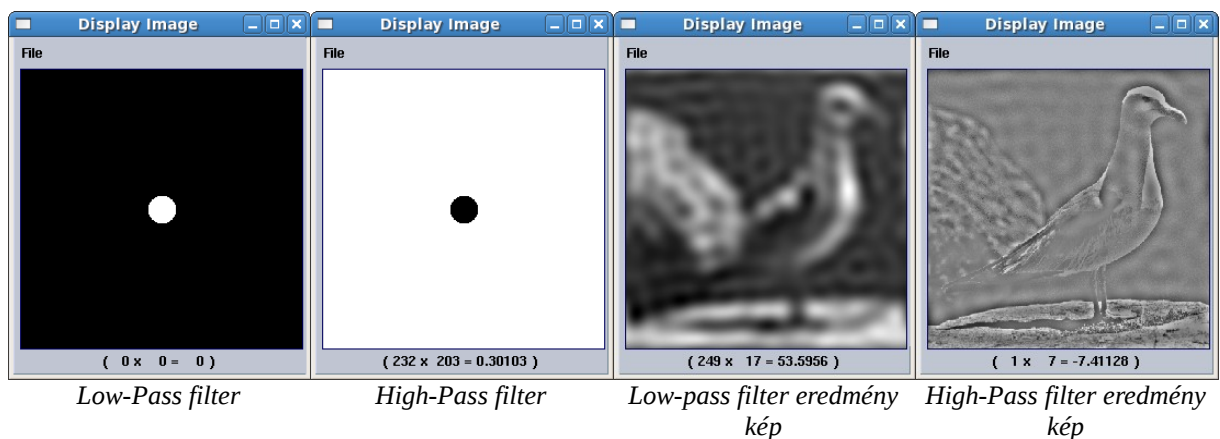 Display Image
File
( 0 x 0 = 0 )
Low-Pass filter
Display Image
File
( 232 x 203 = 0.30103 )
High-Pass filter
Display Image
File
( 249 x 17 = 53.5956 )
Low-pass filter eredmény
kép
Display Image
File
( 1 x 7 = -7.41128 )
High-Pass filter eredmény
kép